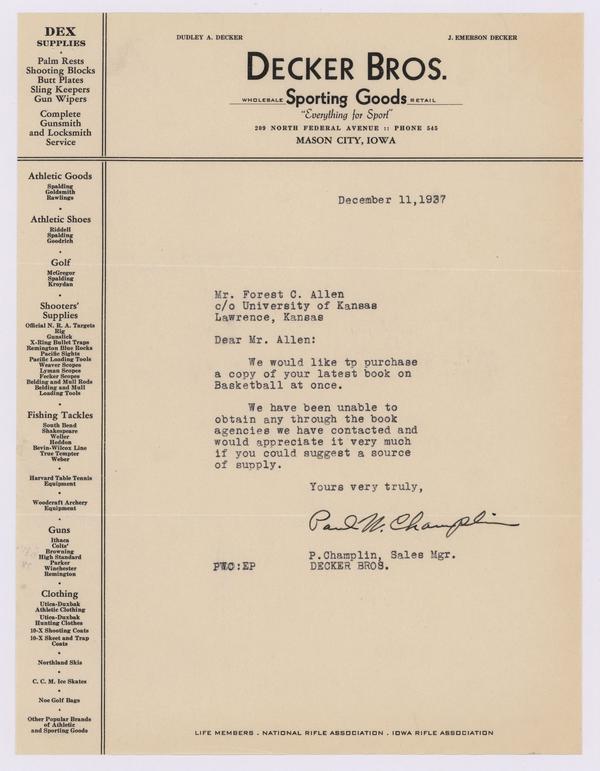 DEX
SUPPLIES
Palm Rests
Shooting Blocks
Butt Plates
Sling Keepers
Gun Wipers
Complete
Gunsmith
and Locksmith
Service
DUDLEY A. DECKER
J. EMERSON DECKER
DECKER BROS.
WHOLESALE Sporting Goods RETAIL
"Everything for Sport"
209 NORTH FEDERAL AVENUE :: PHONE 545
MASON CITY, IOWA
Athletic Goods
Spalding
Goldsmith
Rawlings
Athletic Shoes
Riddell
Spalding
Goodrich
Golf
McGregor
Spalding
Kroydan
Shooters'
Supplies
Official N. R. A. Targets
Rig
Gunslick
X-Ring Bullet Traps
Remington Blue Rocks
Pacific Sights
Pacific Loading Tools
Weaver Scopes
Lyman Scopes
Fecker Scopes
Belding and Mull Rods
Belding and Mull
Loading Tools
Fishing Tackles
South Bend
Shakespeare
Weller
Heddon
Bevin-Wilcox Line
True Tempter
Weber
Harvard Table Tennis
Equipment
Woodcraft Archery
Equipment
Guns
Ithaca
Colts'
Browning
High Standard
Parker
Winchester
Remington
Clothing
Utica-Duxbak
Athletic Clothing
Utica-Duxbak
Hunting Clothes
10-X Shooting Coats
10-X Skeet and Trap
Coats
Northland Skis
C. C. M. Ice Skates
Noe Golf Bags
Other Popular Brands
of Athletic
and Sporting Goods
December 11,1937
Mr. Forest C. Allen
c/o University of Kansas
Lawrence, Kansas
Dear Mr. Allen:
We would like tp purchase
a copy of your latest book on
Basketball at once.
We have been unable to
obtain any through the book
agencies we have contacted and
would appreciate it very much
if you could suggest a source
of supply.
Yours very truly,
Paul W. Champlin
P.Champlin, Sales Mgr.
PWC:EP DECKER BROS.
LIFE MEMBERS . NATIONAL RIFLE ASSOCIATION . IOWA RIFLE ASSOCIATION